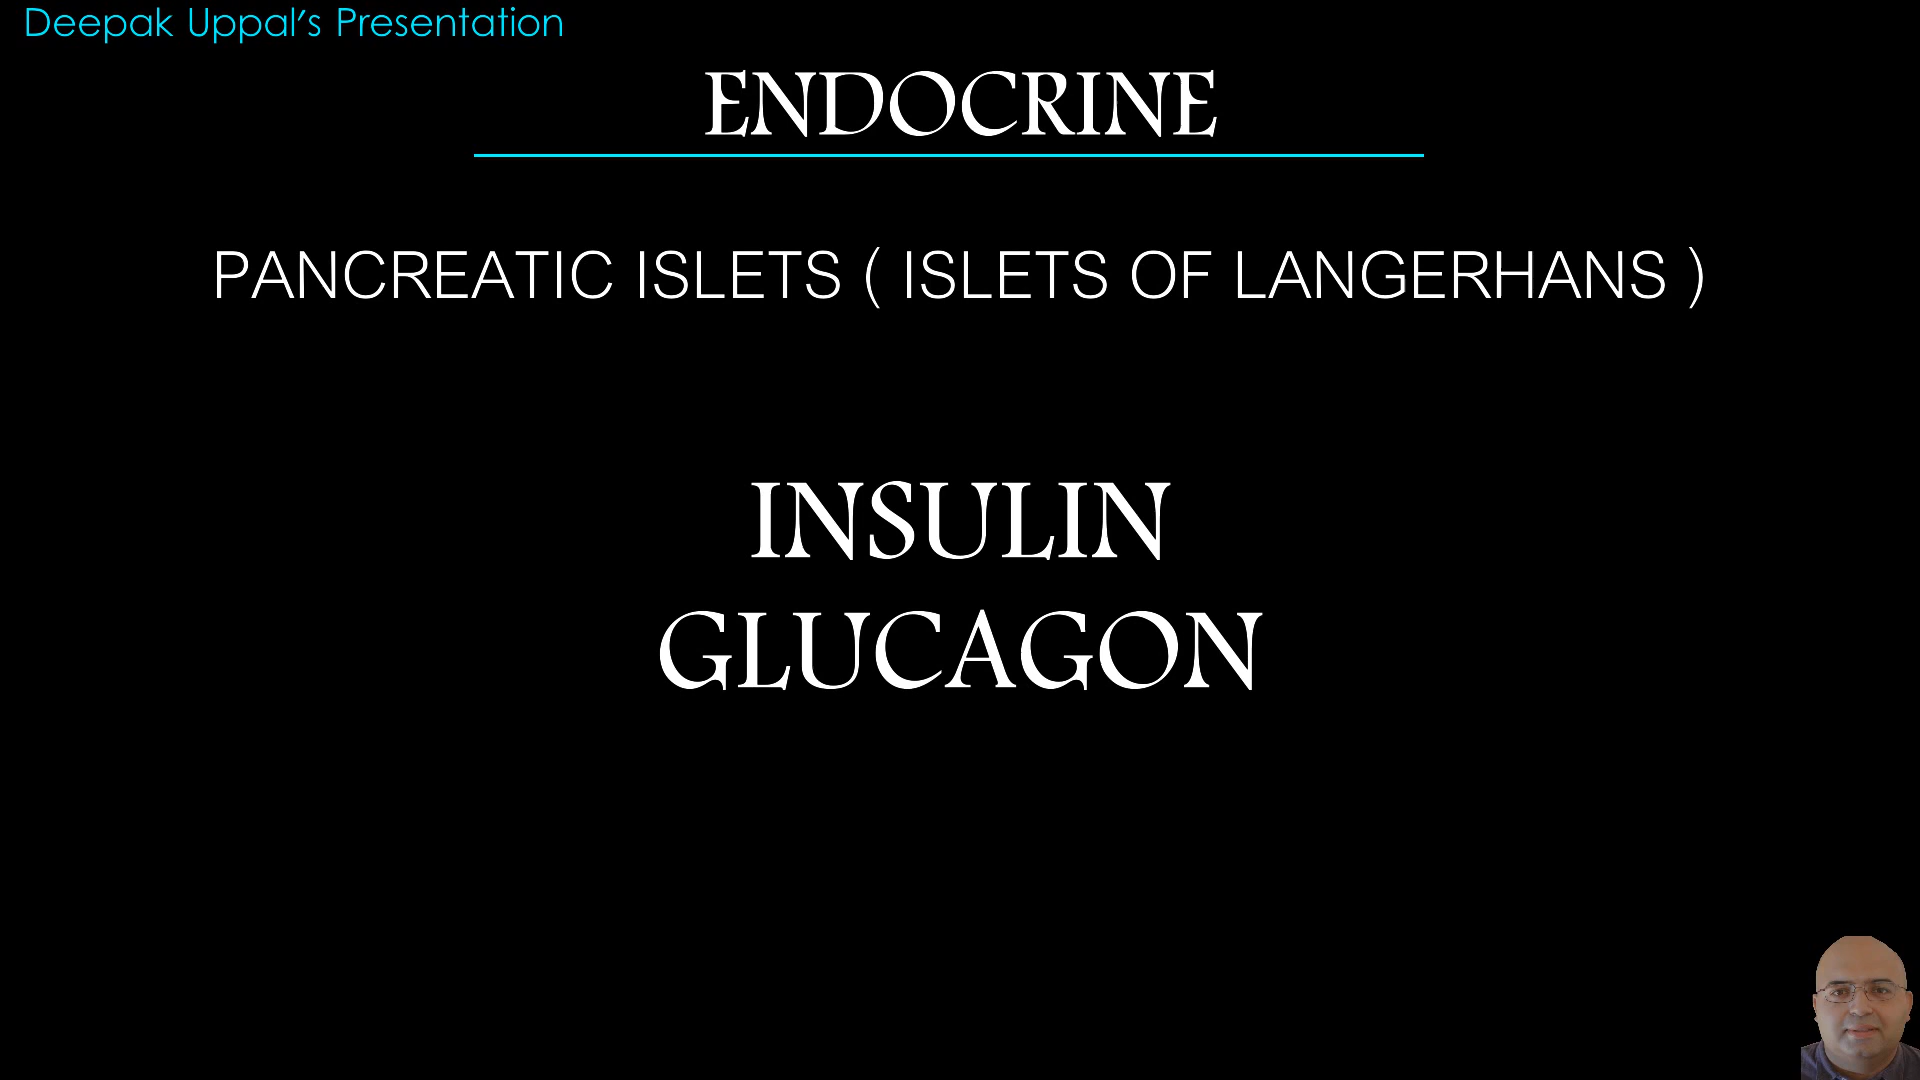 Deepak Uppal's Presentation
ENDOCRINE
PANCREATIC ISLETS ( ISLETS OF LANGERHANS )
INSULIN
GLUCAGON